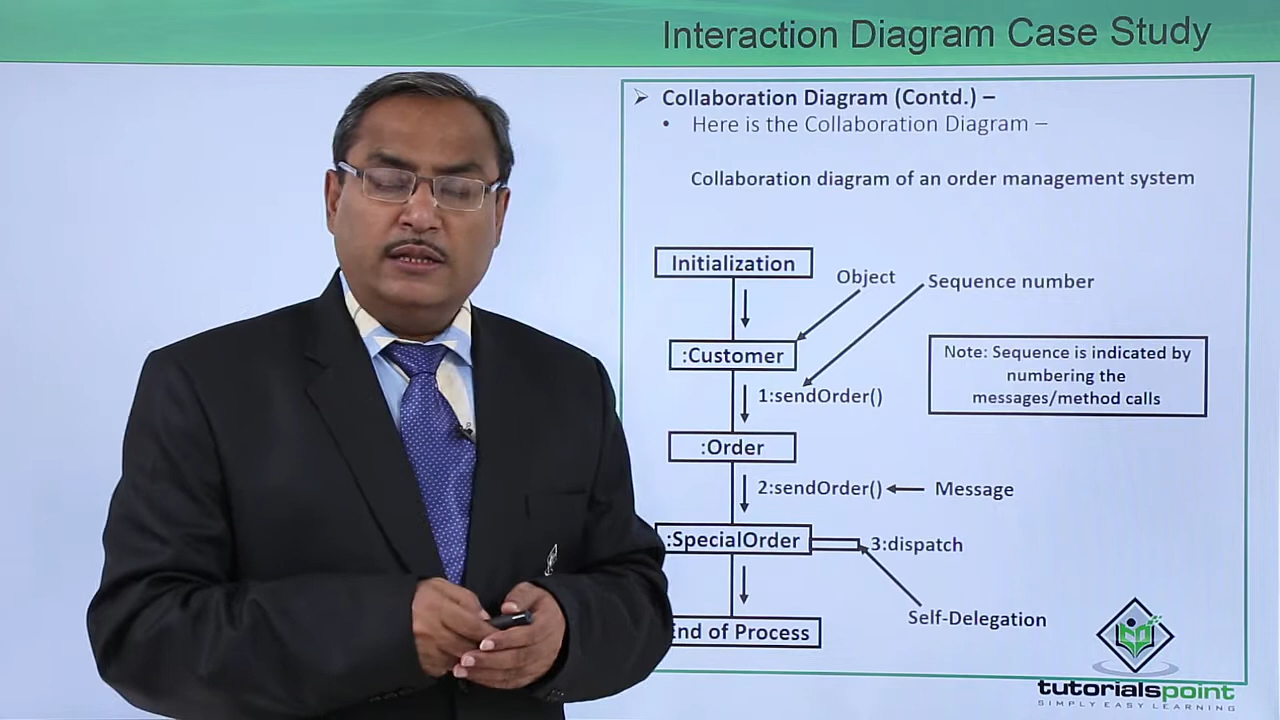 Interaction Diagram Case Study
➢ Collaboration Diagram (Contd.) –
• Here is the Collaboration Diagram –
Collaboration diagram of an order management system
Initialization
Object
Sequence number
:Customer
Note: Sequence is indicated by
numbering the
messages/method calls
1:sendOrder()
:Order
2:sendOrder()
Message
:SpecialOrder
3:dispatch
Self-Delegation
End of Process
tutorialspoint
SIMPLY EASY LEARNING